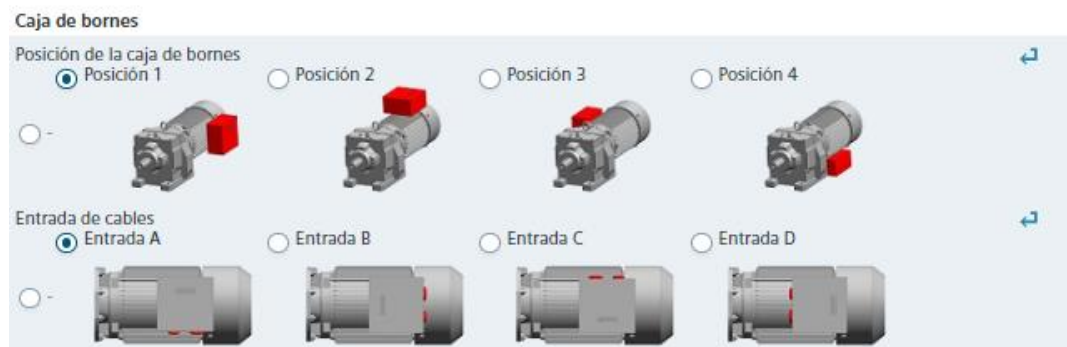 Caja de bornes
Posición de la caja de bornes
Posición 1 Posición 2 Posición 3 Posición 4
-
Entrada de cables
Entrada A Entrada B Entrada C Entrada D
-